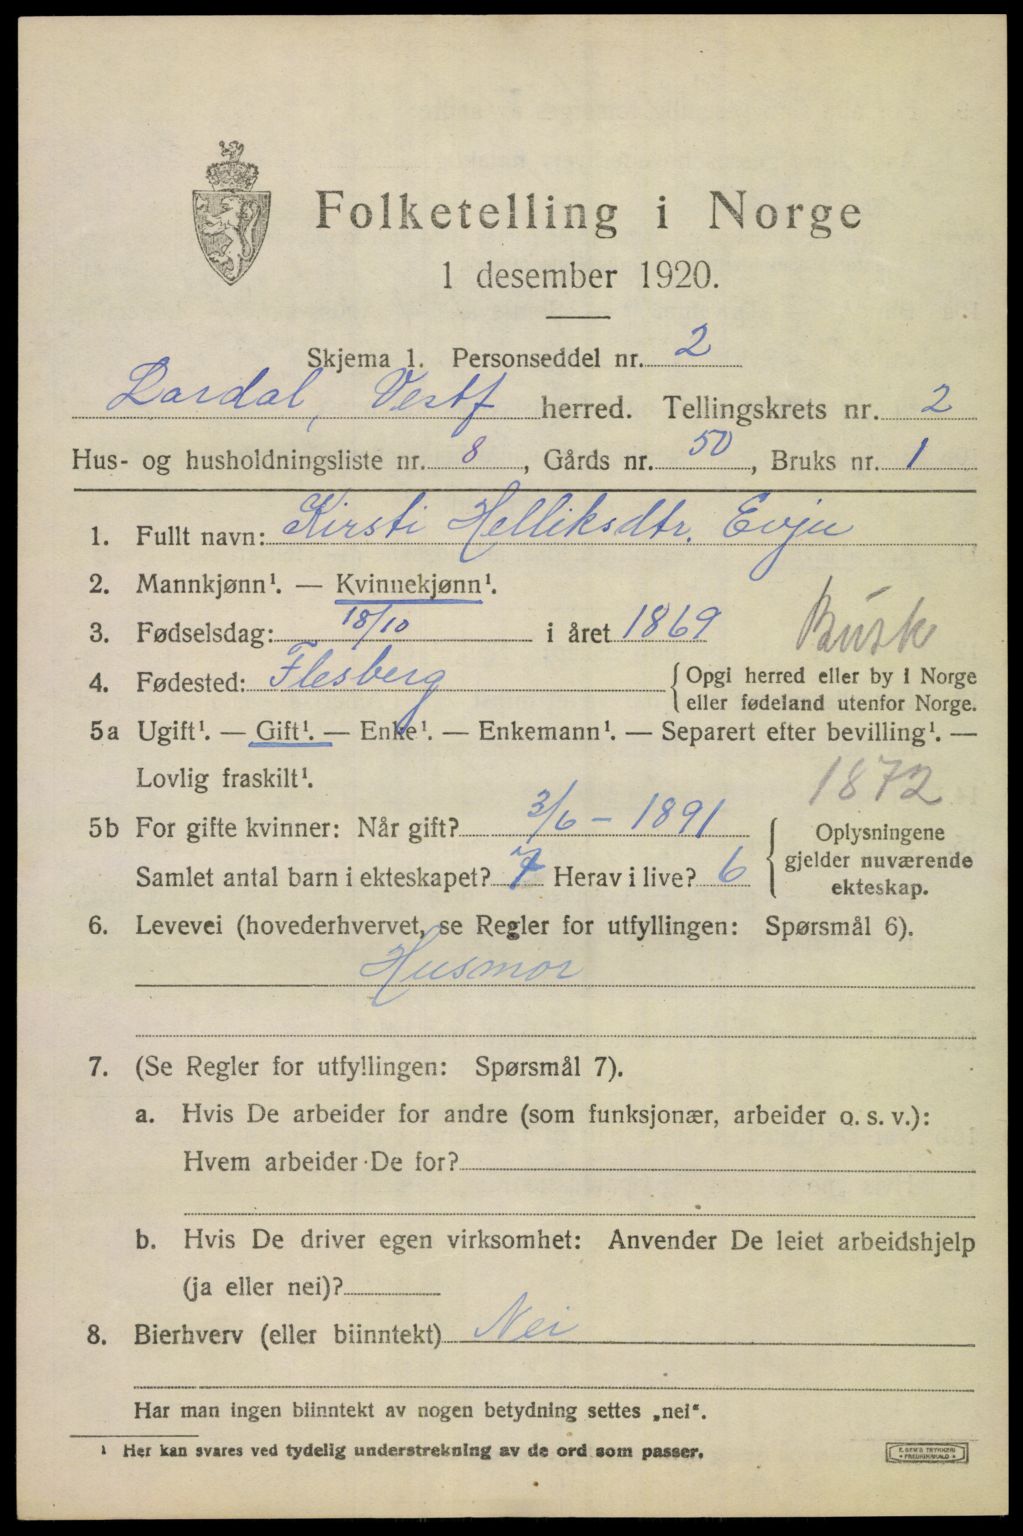 Folketelling i Norge
1 desember 1920.
Skjema 1. Personseddel nr. 2
Lardal, Vestf herred. Tellingskrets nr. 2
Hus- og husholdningsliste nr. 8, Gårds nr. 50, Bruks nr. 1
1. Fullt navn: Kirsti Helliksdtr. Evju
2. Mannkjønn¹. — Kvinnekjønn¹.
3. Fødselsdag: 18/10 i året 1869
Busk
4. Fødested: Flesberg
Opgi herred eller by i Norge
eller fødeland utenfor Norge.
5a Ugift¹. — Gift¹. — Enke¹. — Enkemann¹. — Separert efter bevilling¹. —
Lovlig fraskilt¹.
1872
5b For gifte kvinner: Når gift? 3/6 - 1891
Samlet antal barn i ekteskapet? 7 Herav i live? 6
Oplysningene
gjelder nuværende
ekteskap.
6. Levevei (hovederhvervet, se Regler for utfyllingen: Spørsmål 6).
Husmor
7. (Se Regler for utfyllingen: Spørsmål 7).
a. Hvis De arbeider for andre (som funksjonær, arbeider o. s. v.):
Hvem arbeider De for?
b. Hvis De driver egen virksomhet: Anvender De leiet arbeidshjelp
(ja eller nei)?
8. Bierhverv (eller biinntekt) Nei
Har man ingen biinntekt av nogen betydning settes „nei“.
¹ Her kan svares ved tydelig understrekning av de ord som passer.
E. SEM'S TRYKKERI
• FREDRIKSHALD •